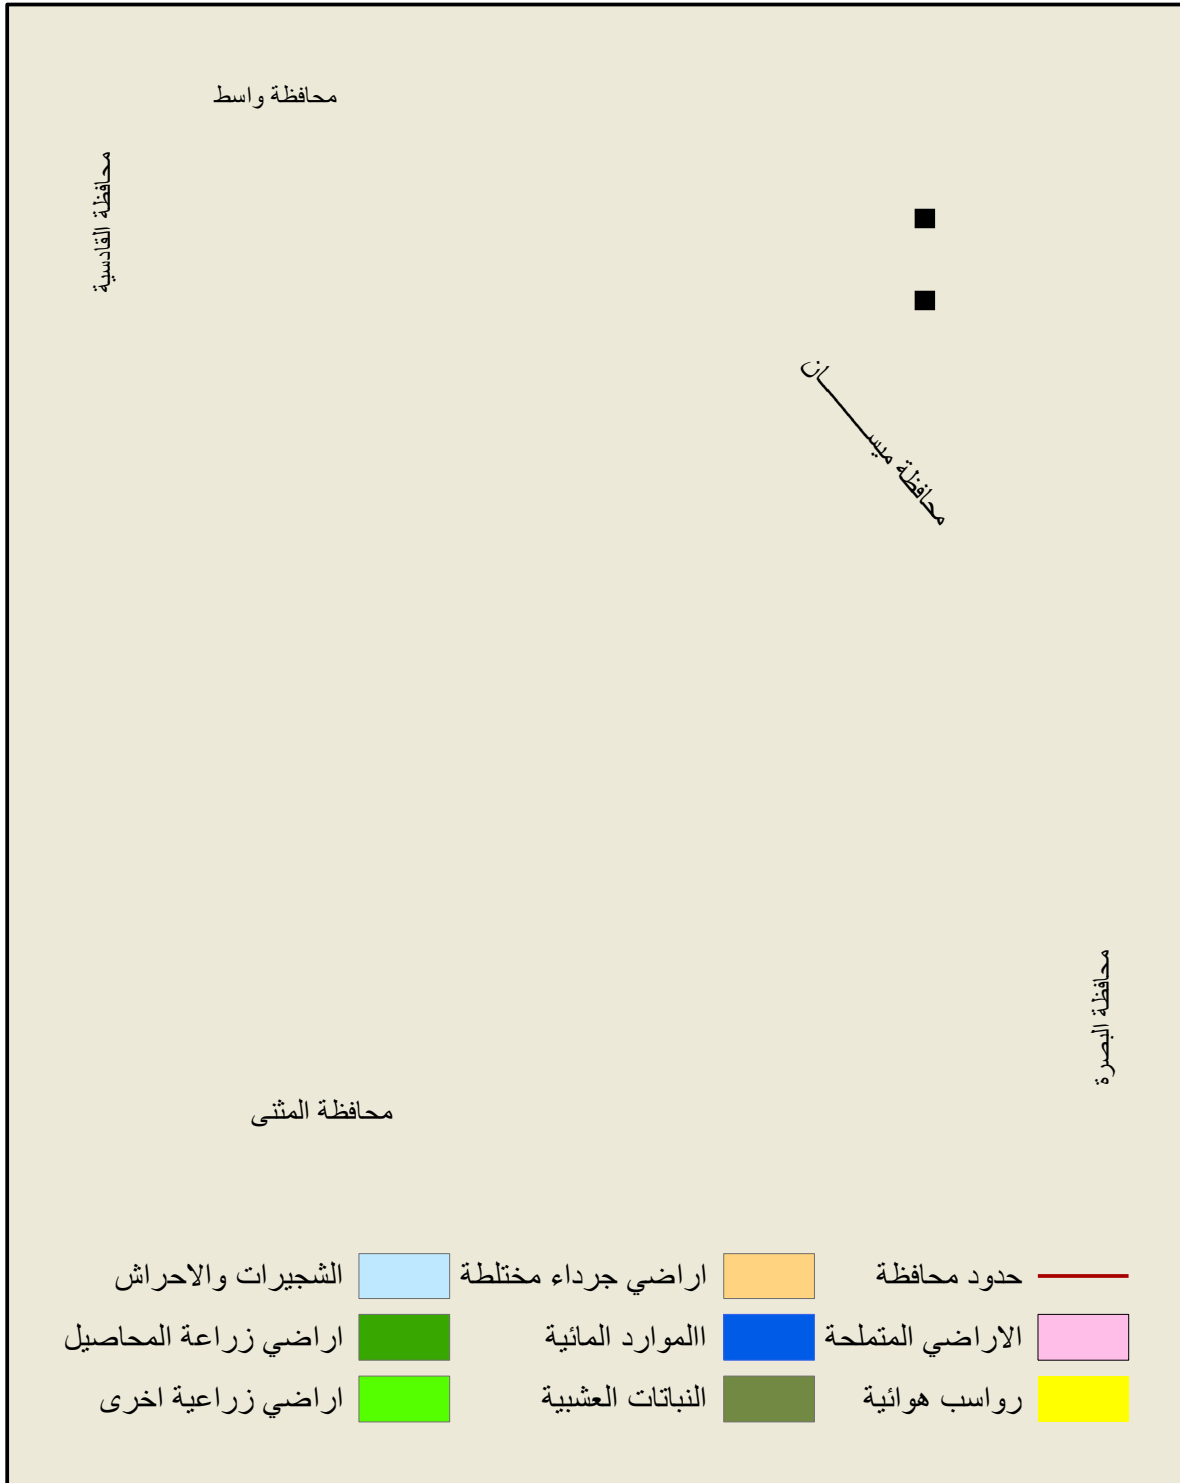 محافظة واسط
محافظة القادسية
محافظة ميســـــــان
محافظة البصرة
محافظة المثنى
حدود محافظة
اراضي جرداء مختلطة
الشجيرات والاحراش
الاراضي المتملحة
االموارد المائية
اراضي زراعة المحاصيل
رواسب هوائية
النباتات العشبية
اراضي زراعية اخرى